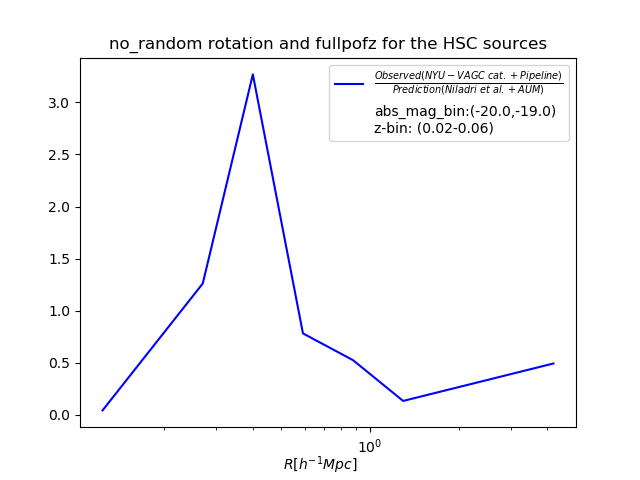 no_random rotation and fullpofz for the HSC sources
Observed(NYU − VAGC cat. + Pipeline)
Prediction(Niladri et al. + AUM)
abs_mag_bin:(-20.0,-19.0)
z-bin: (0.02-0.06)
3.0
2.5
2.0
1.5
1.0
0.5
0.0
10⁰
R[h⁻¹Mpc]